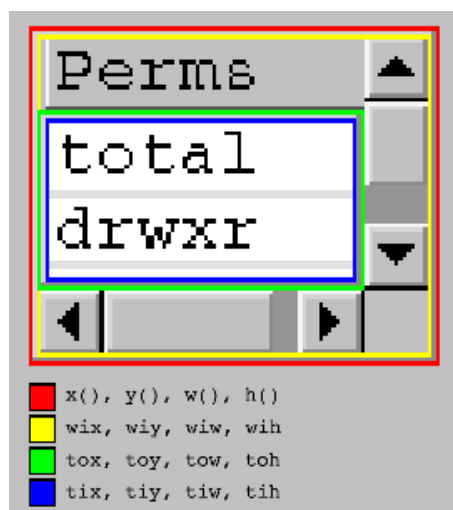 Perms
total
drwxr
x(), y(), w(), h()
wix, wiy, wiw, wih
tox, toy, tow, toh
tix, tiy, tiw, tih